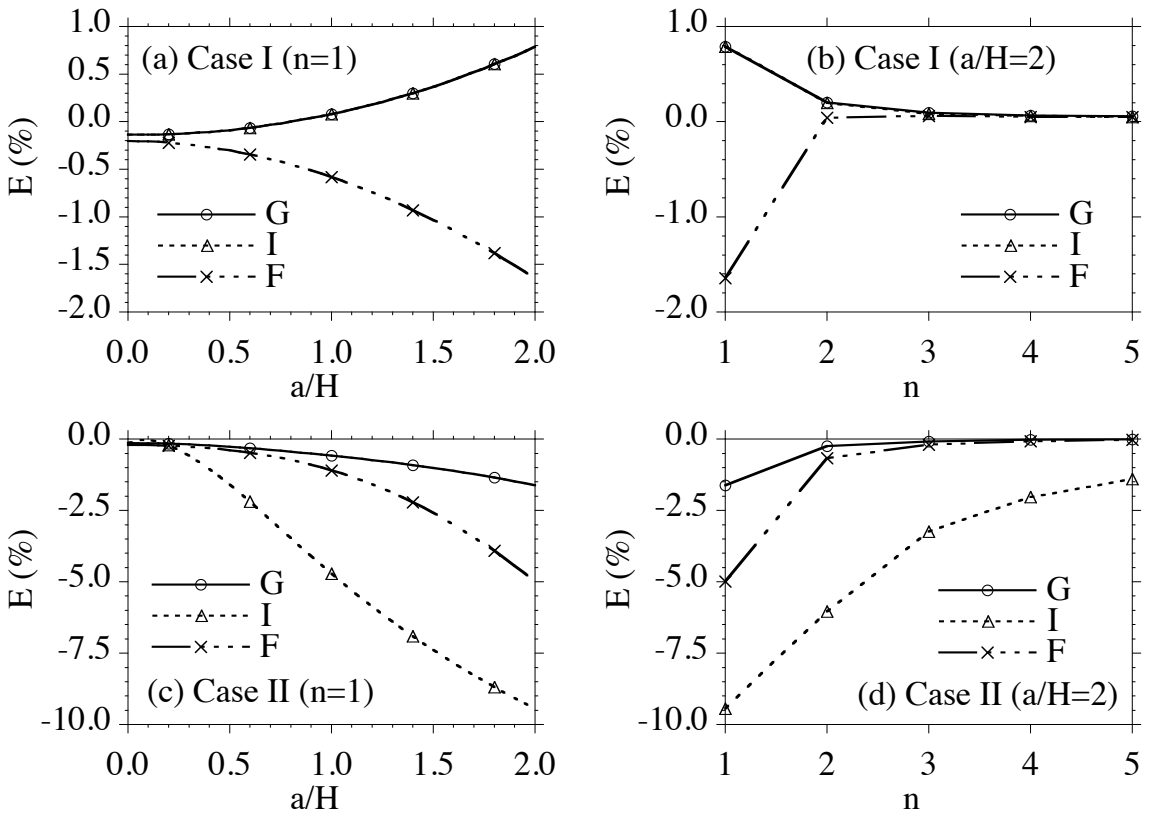 1.0
(a) Case I (n=1)
0.5
0.0
-0.5
-1.0
-1.5
-2.0
E (%)
G
I
F
0.0 0.5 1.0 1.5 2.0
a/H
1.0
(b) Case I (a/H=2)
0.0
-1.0
-2.0
E (%)
G
I
F
1 2 3 4 5
n
0.0
-2.5
-5.0
-7.5
-10.0
E (%)
G
I
F
(c) Case II (n=1)
0.0 0.5 1.0 1.5 2.0
a/H
0.0
-2.5
-5.0
-7.5
-10.0
E (%)
G
I
F
(d) Case II (a/H=2)
1 2 3 4 5
n